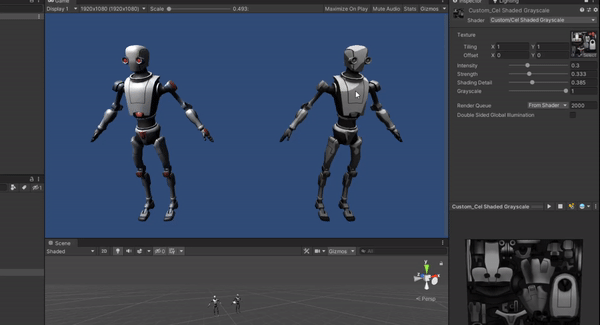 Game
Inspector
Lighting
Display 1
1920x1080 (1920x1080)
Scale
0.493
Maximize On Play
Mute Audio
Stats
Gizmos
Custom_Cel Shaded Grayscale
Shader
Custom/Cel Shaded Grayscale
Texture
Tiling X 1 Y 1
Offset X 0 Y 0
Intensity 0.3
Strength 0.333
Shading Detail 0.385
Grayscale 1
Render Queue From Shader 2000
Double Sided Global Illumination
Custom_Cel Shaded Grayscale
Scene
Shaded
2D
Gizmos
All
y
< Persp